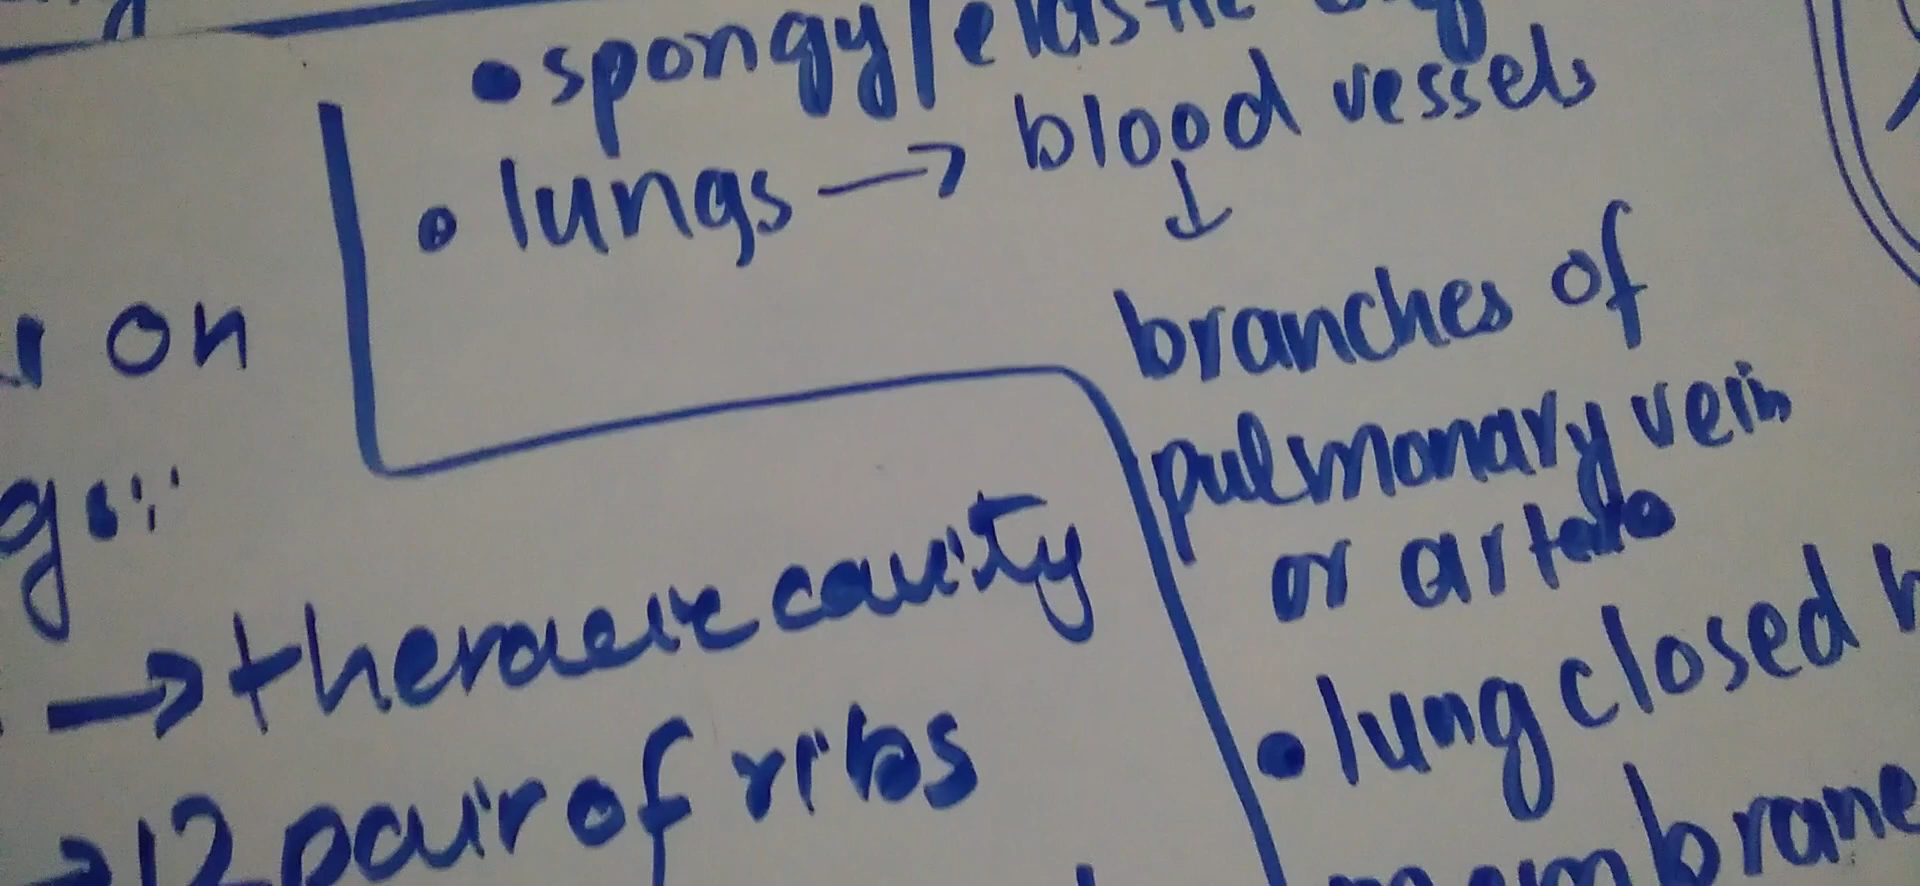 • spongy/elastic
• lungs → blood vessels
↓
branches of
pulmonary vein
or
• lung closed
membrane
on
→ theracic cavity
→ 12 pair of ribs